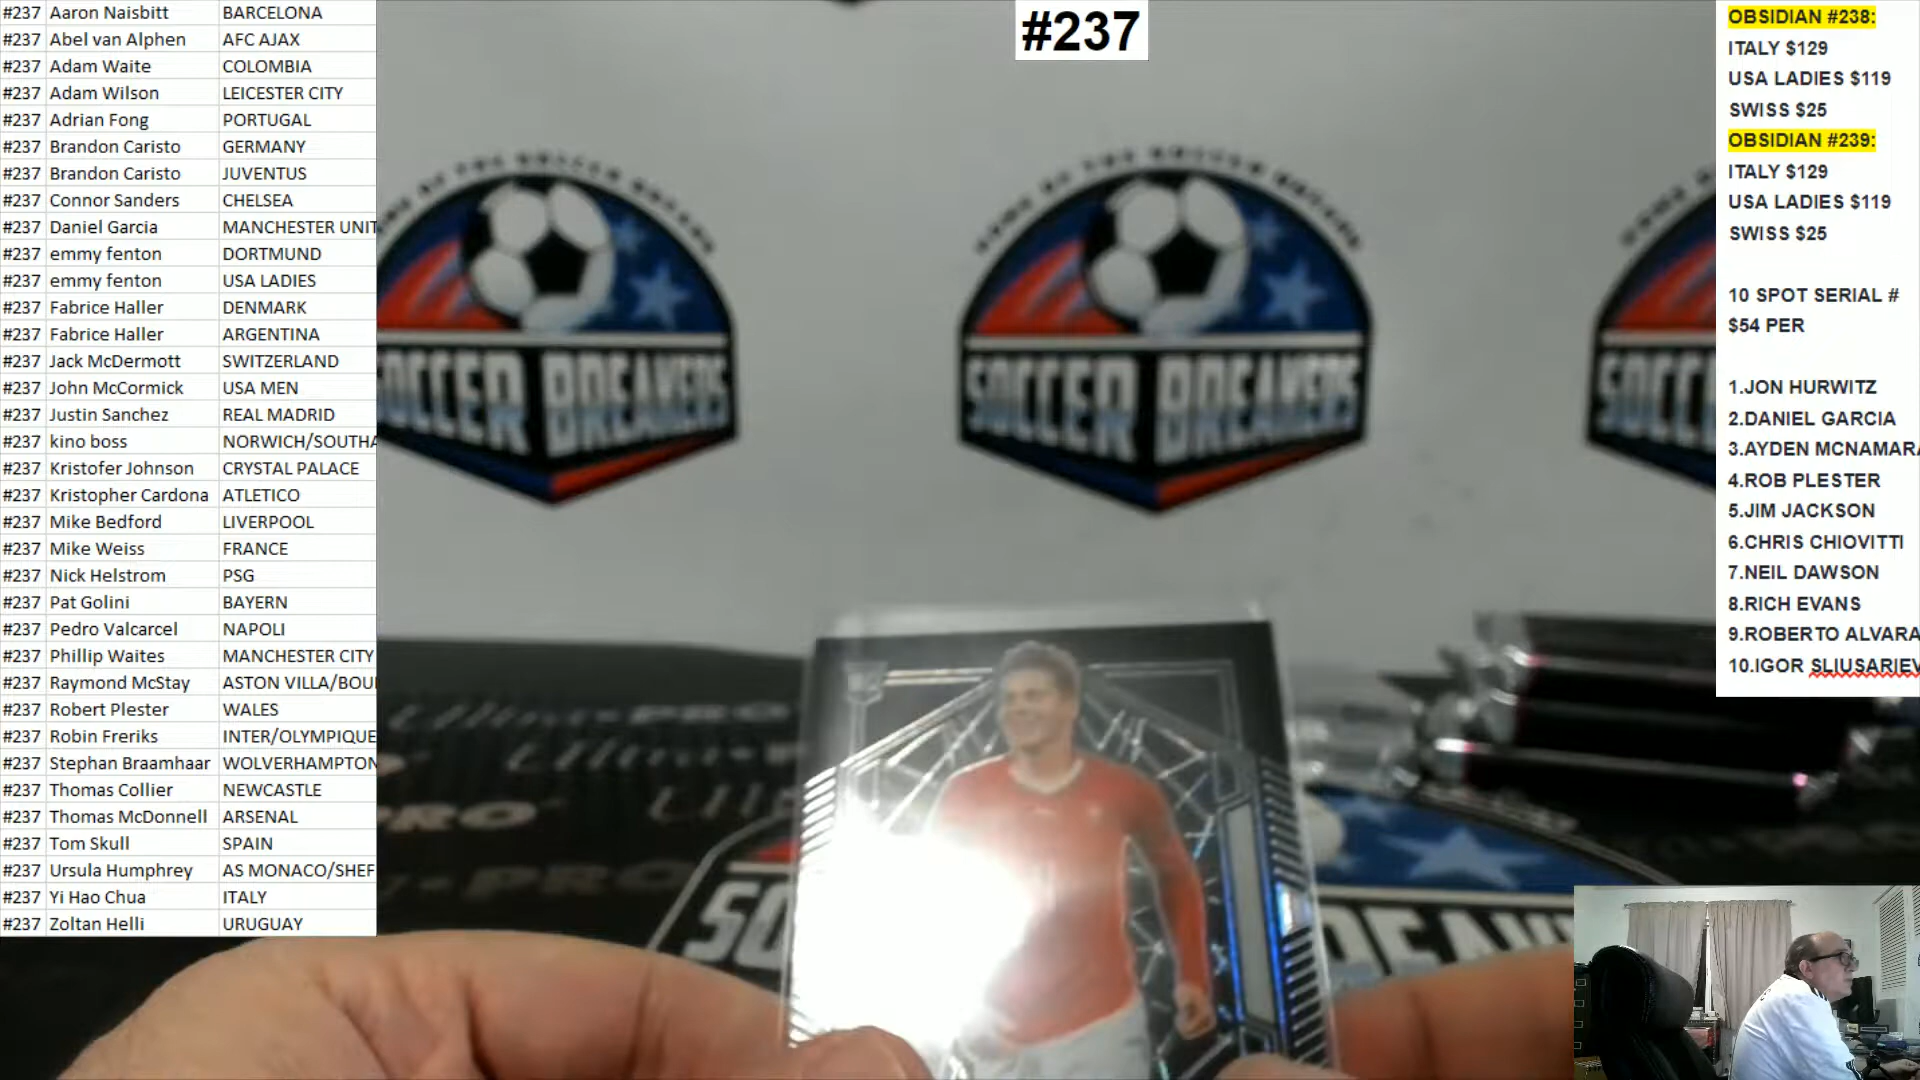 #237 Aaron Naisbitt BARCELONA
#237 Abel van Alphen AFC AJAX
#237 Adam Waite COLOMBIA
#237 Adam Wilson LEICESTER CITY
#237 Adrian Fong PORTUGAL
#237 Brandon Caristo GERMANY
#237 Brandon Caristo JUVENTUS
#237 Connor Sanders CHELSEA
#237 Daniel Garcia MANCHESTER UNIT
#237 emmy fenton DORTMUND
#237 emmy fenton USA LADIES
#237 Fabrice Haller DENMARK
#237 Fabrice Haller ARGENTINA
#237 Jack McDermott SWITZERLAND
#237 John McCormick USA MEN
#237 Justin Sanchez REAL MADRID
#237 kino boss NORWICH/SOUTHA
#237 Kristofer Johnson CRYSTAL PALACE
#237 Kristopher Cardona ATLETICO
#237 Mike Bedford LIVERPOOL
#237 Mike Weiss FRANCE
#237 Nick Helstrom PSG
#237 Pat Golini BAYERN
#237 Pedro Valcarcel NAPOLI
#237 Phillip Waites MANCHESTER CITY
#237 Raymond McStay ASTON VILLA/BOU
#237 Robert Plester WALES
#237 Robin Freriks INTER/OLYMPIQUE
#237 Stephan Braamhaar WOLVERHAMPTON
#237 Thomas Collier NEWCASTLE
#237 Thomas McDonnell ARSENAL
#237 Tom Skull SPAIN
#237 Ursula Humphrey AS MONACO/SHEF
#237 Yi Hao Chua ITALY
#237 Zoltan Helli URUGUAY
#237
SOCCER BREAKERS
SOCCER BREAKERS
SOCC
OBSIDIAN #238:
ITALY $129
USA LADIES $119
SWISS $25
OBSIDIAN #239:
ITALY $129
USA LADIES $119
SWISS $25
10 SPOT SERIAL #
$54 PER
1.JON HURWITZ
2.DANIEL GARCIA
3.AYDEN MCNAMARA
4.ROB PLESTER
5.JIM JACKSON
6.CHRIS CHIOVITTI
7.NEIL DAWSON
8.RICH EVANS
9.ROBERTO ALVARA
10.IGOR SLIUSARIEV